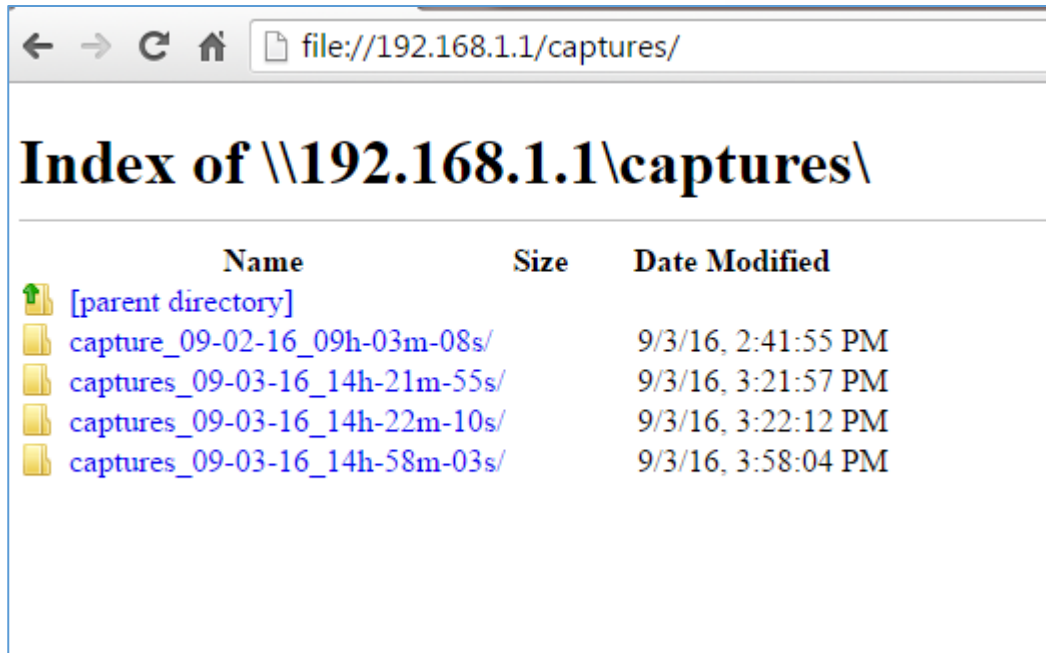 file://192.168.1.1/captures/
Index of \\192.168.1.1\captures\
Name Size Date Modified
[parent directory]
capture_09-02-16_09h-03m-08s/ 9/3/16, 2:41:55 PM
captures_09-03-16_14h-21m-55s/ 9/3/16, 3:21:57 PM
captures_09-03-16_14h-22m-10s/ 9/3/16, 3:22:12 PM
captures_09-03-16_14h-58m-03s/ 9/3/16, 3:58:04 PM